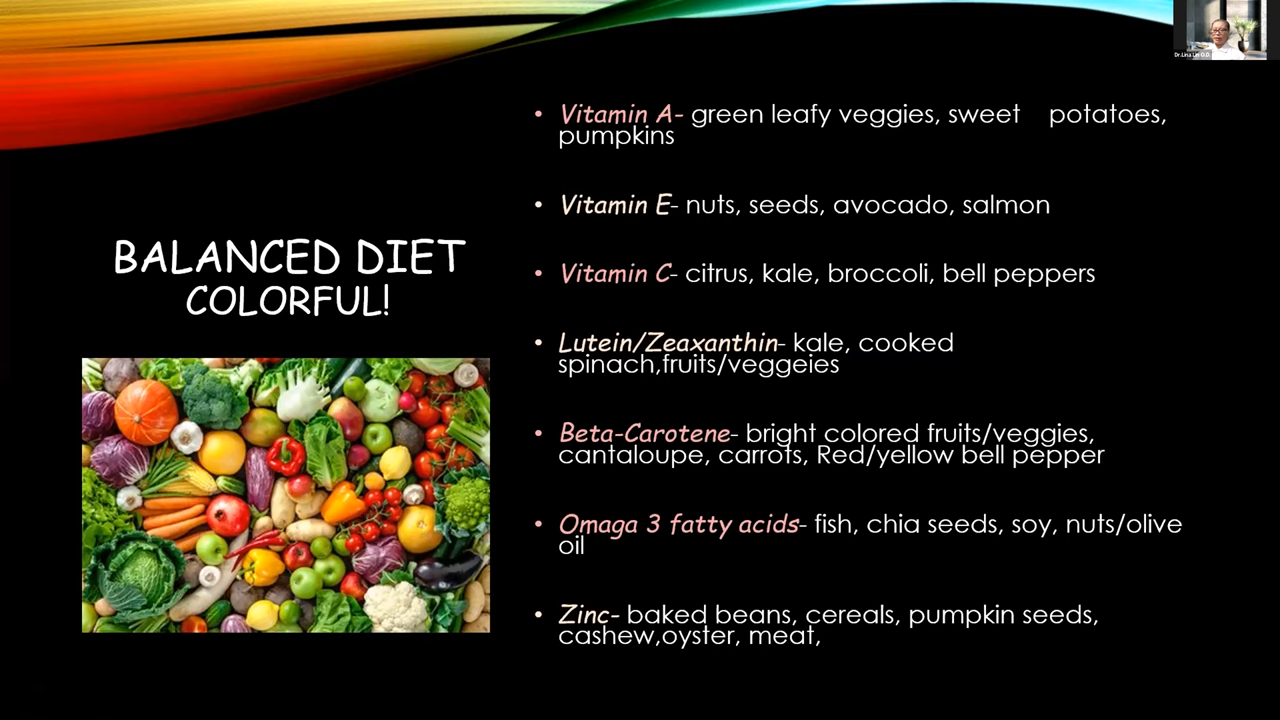 Dr.Lina Lin O.D
BALANCED DIET
COLORFUL!
• Vitamin A- green leafy veggies, sweet potatoes,
pumpkins
• Vitamin E- nuts, seeds, avocado, salmon
• Vitamin C- citrus, kale, broccoli, bell peppers
• Lutein/Zeaxanthin- kale, cooked
spinach,fruits/veggeies
• Beta-Carotene- bright colored fruits/veggies,
cantaloupe, carrots, Red/yellow bell pepper
• Omaga 3 fatty acids- fish, chia seeds, soy, nuts/olive
oil
• Zinc- baked beans, cereals, pumpkin seeds,
cashew,oyster, meat,